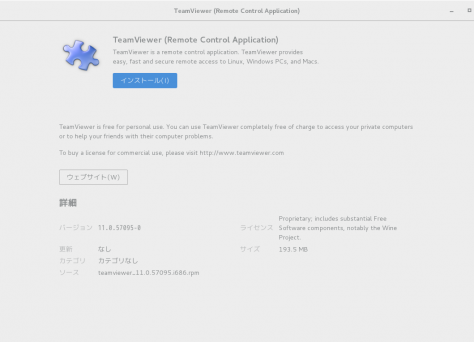 TeamViewer (Remote Control Application)
TeamViewer (Remote Control Application)
TeamViewer is a remote control application. TeamViewer provides
easy, fast and secure remote access to Linux, Windows PCs, and Macs.
インストール(I)
TeamViewer is free for personal use. You can use TeamViewer completely free of charge to access your private computers
or to help your friends with their computer problems.
To buy a license for commercial use, please visit http://www.teamviewer.com
ウェブサイト(W)
詳細
バージョン 11.0.57095-0
ライセンス Proprietary; includes substantial Free
Software components, notably the Wine
Project.
更新 なし
サイズ 193.5 MB
カテゴリ カテゴリなし
ソース teamviewer_11.0.57095.i686.rpm